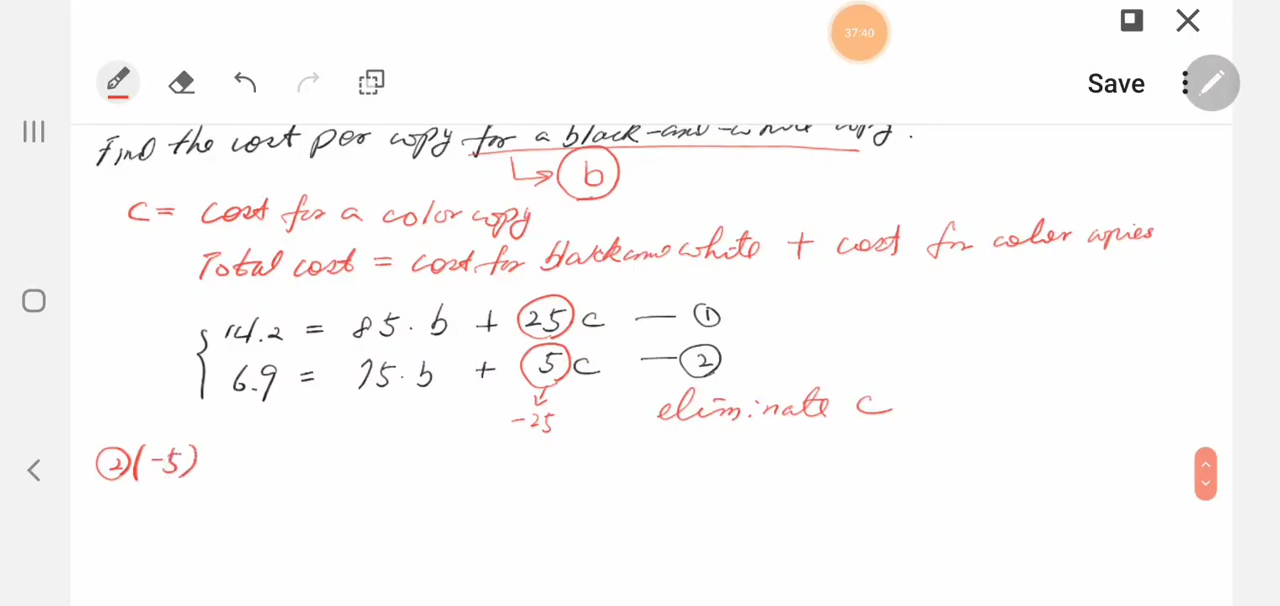 37:40
Save
Find the cost per copy for a black-and-white copy.
b
c = cost for a color copy
Total cost = cost for black and white + cost for color copies
14.2 = 85.b + 25c — ①
6.9 = 75.b + 5c — ②
-25 eliminate c
②(-5)